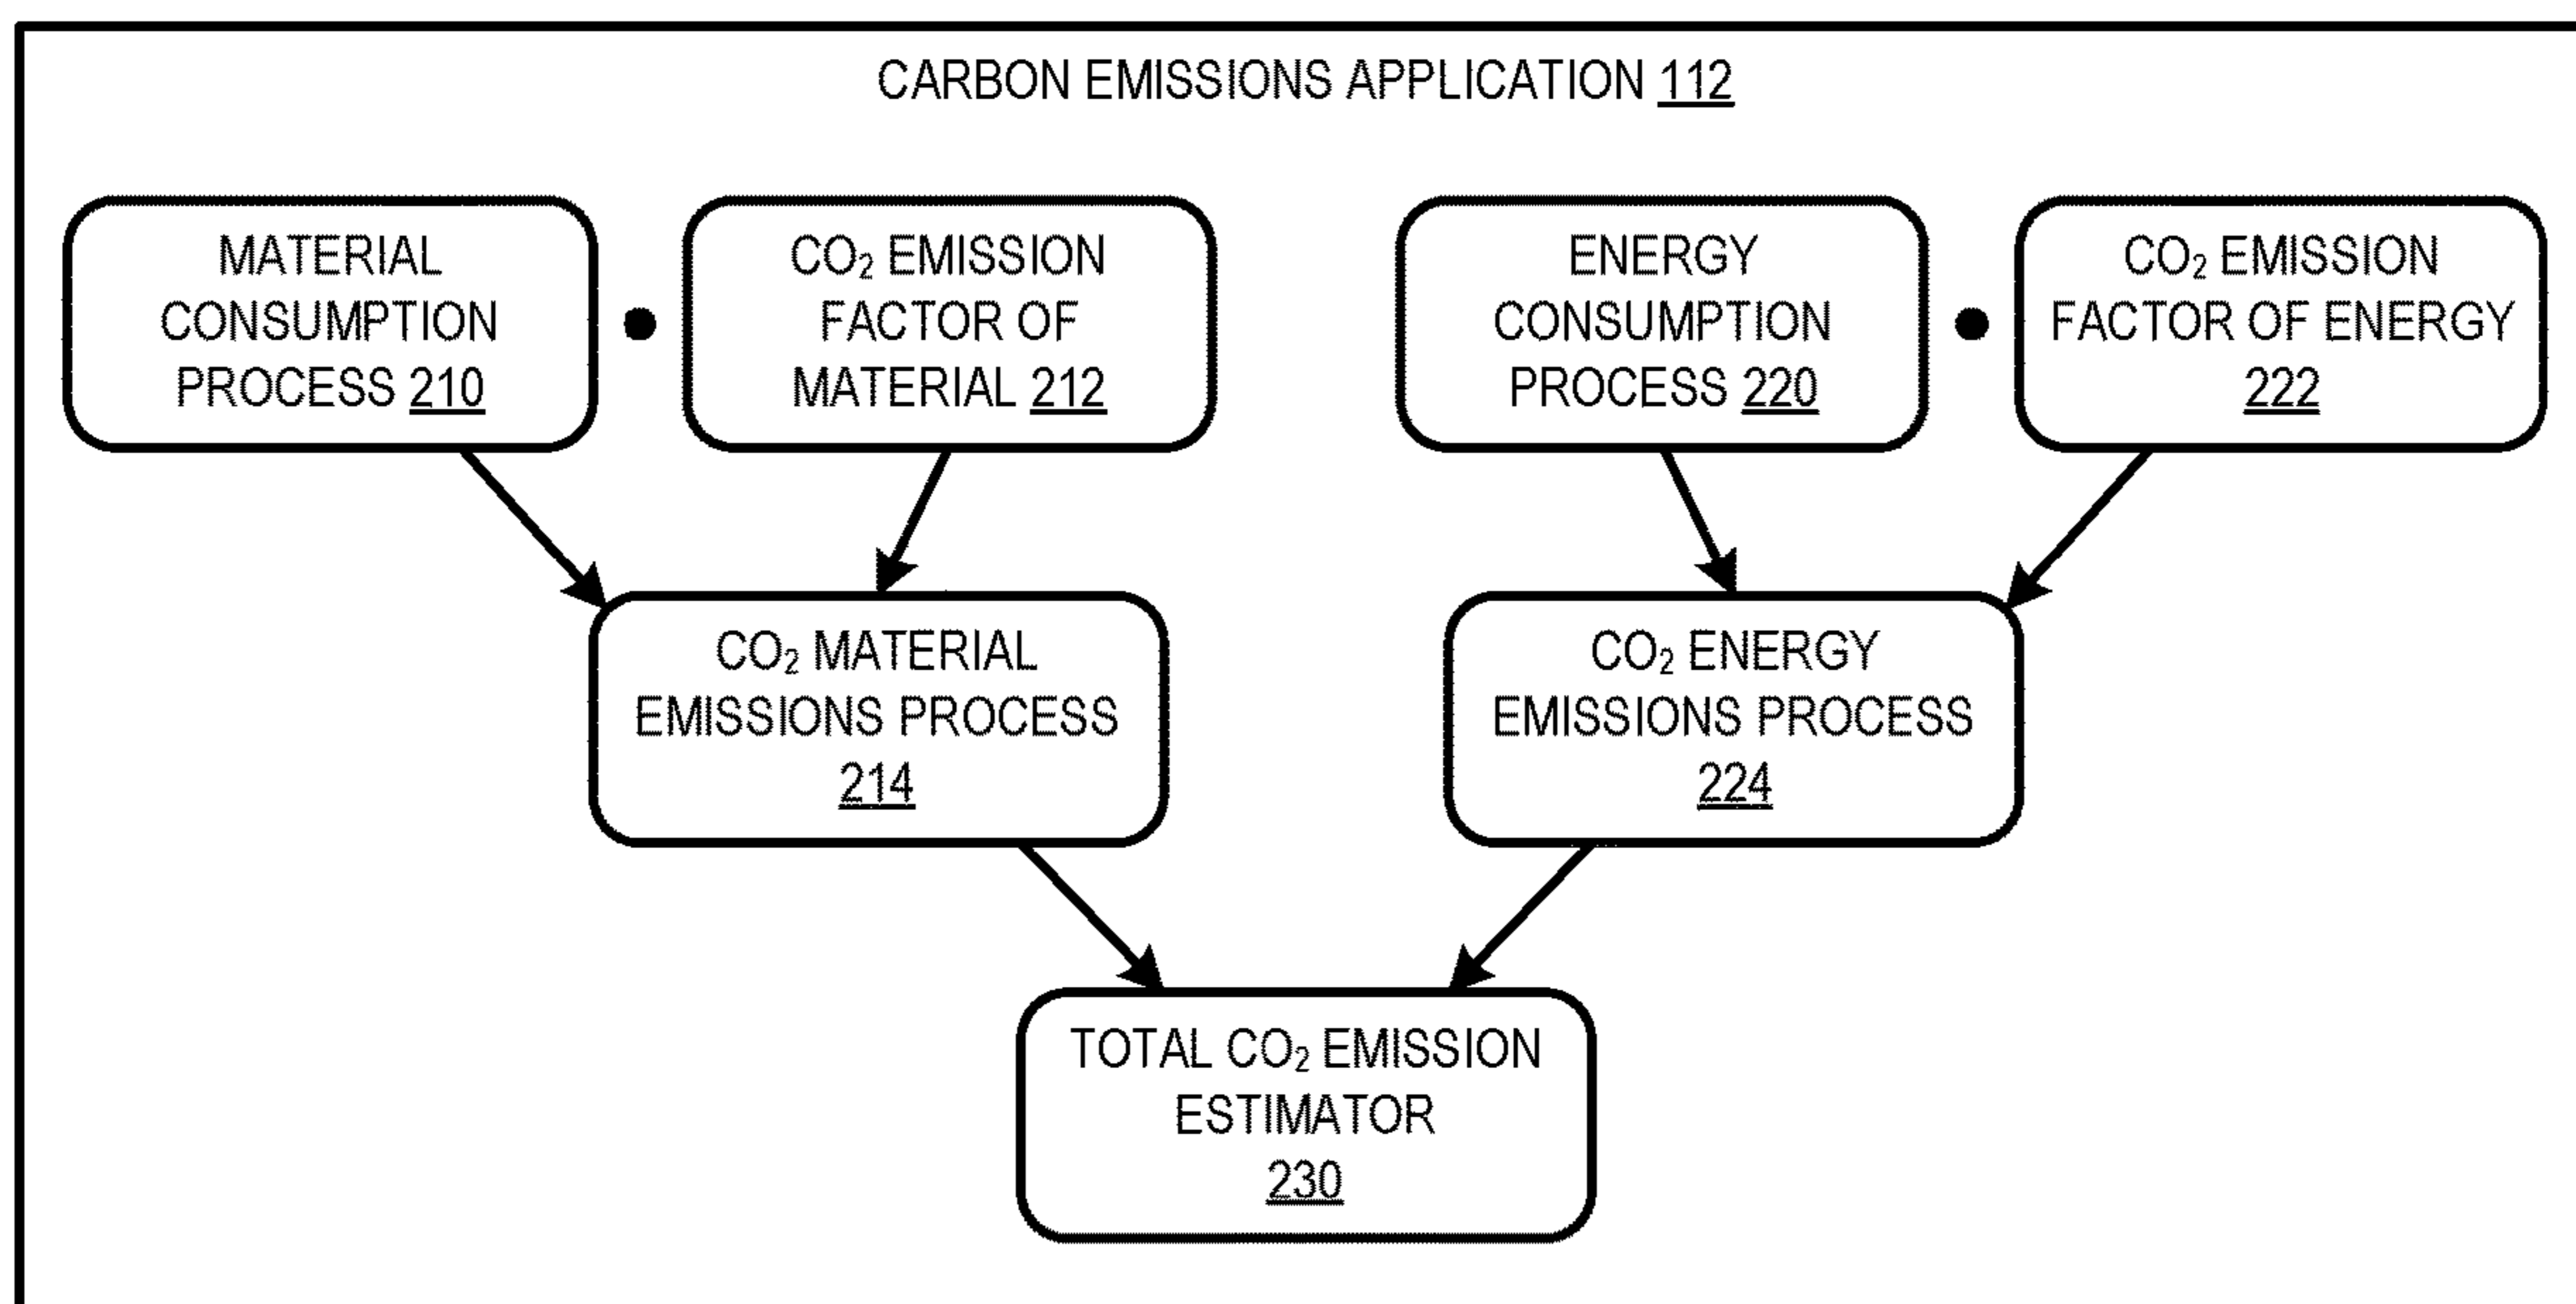 CARBON EMISSIONS APPLICATION 112
MATERIAL
CONSUMPTION
PROCESS 210
CO₂ EMISSION
FACTOR OF
MATERIAL 212
ENERGY
CONSUMPTION
PROCESS 220
CO₂ EMISSION
FACTOR OF ENERGY
222
CO₂ MATERIAL
EMISSIONS PROCESS
214
CO₂ ENERGY
EMISSIONS PROCESS
224
TOTAL CO₂ EMISSION
ESTIMATOR
230